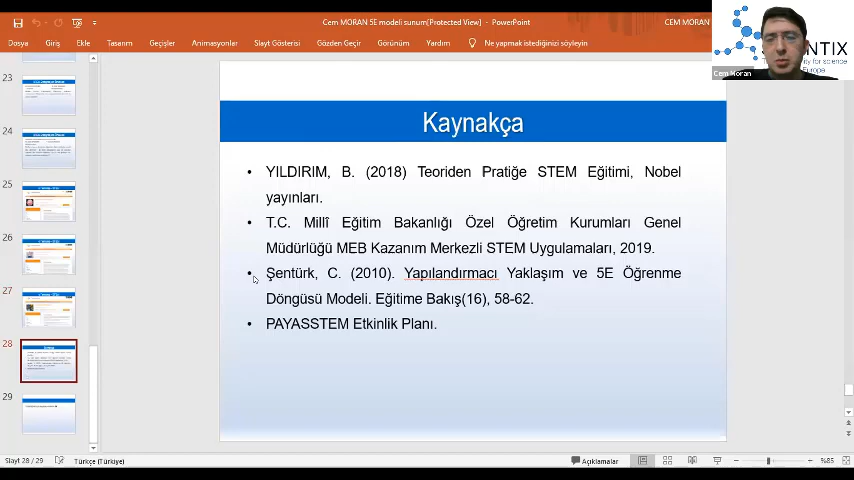 Cem MORAN 5E modeli sunum(Protected View) - PowerPoint
CEM MORAN
Dosya Giriş Ekle Tasarım Geçişler Animasyonlar Slayt Gösterisi Gözden Geçir Görünüm Yardım Ne yapmak istediğinizi söyleyin
NTIX
ity for science
Europe
Cem Moran
23
24
25
26
27
28
29
Kaynakça
• YILDIRIM, B. (2018) Teoriden Pratiğe STEM Eğitimi, Nobel
yayınları.
• T.C. Millî Eğitim Bakanlığı Özel Öğretim Kurumları Genel
Müdürlüğü MEB Kazanım Merkezli STEM Uygulamaları, 2019.
• Şentürk, C. (2010). Yapılandırmacı Yaklaşım ve 5E Öğrenme
Döngüsü Modeli. Eğitime Bakış(16), 58-62.
• PAYASSTEM Etkinlik Planı.
Slayt 28 / 29 Türkçe (Türkiye) Açıklamalar %85